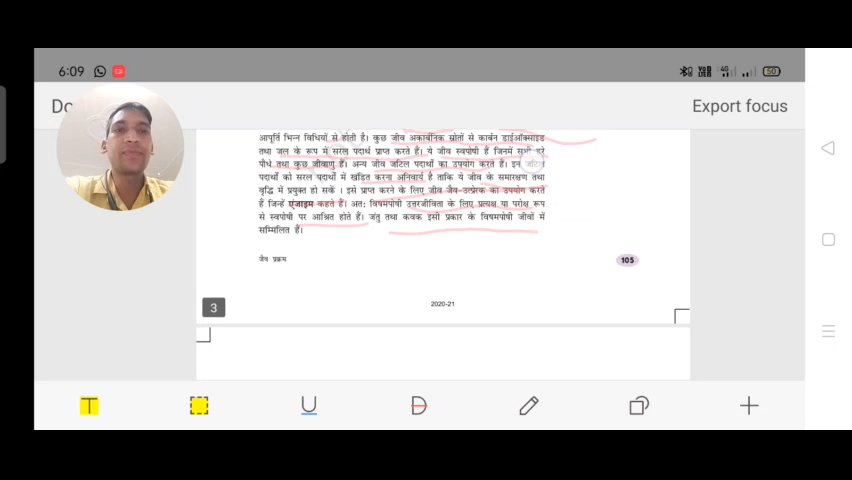 6:09
60
Do
Export focus
आपूर्ति भिन्न विधियों से होती है। कुछ जीव अकार्बनिक स्रोतों से कार्बन डाईऑक्साइड
तथा जल के रूप में सरल पदार्थ प्राप्त करते हैं। ये जीव स्वपोषी हैं जिनमें सभी हरे
पौधे तथा कुछ जीवाणु हैं। अन्य जीव जटिल पदार्थों का उपयोग करते हैं। इन जटिल
पदार्थों को सरल पदार्थों में खंडित करना अनिवार्य है ताकि ये जीव के समारक्षण तथा
वृद्धि में प्रयुक्त हो सकें। इसे प्राप्त करने के लिए जीव जैव-उत्प्रेरक का उपयोग करते
हैं जिन्हें एंजाइम कहते हैं। अतः विषमपोषी उत्तरजीविता के लिए प्रत्यक्ष या परोक्ष रूप
से स्वपोषी पर आश्रित होते हैं। जंतु तथा कवक इसी प्रकार के विषमपोषी जीवों में
सम्मिलित हैं।
जैव प्रक्रम
105
3
2020-21